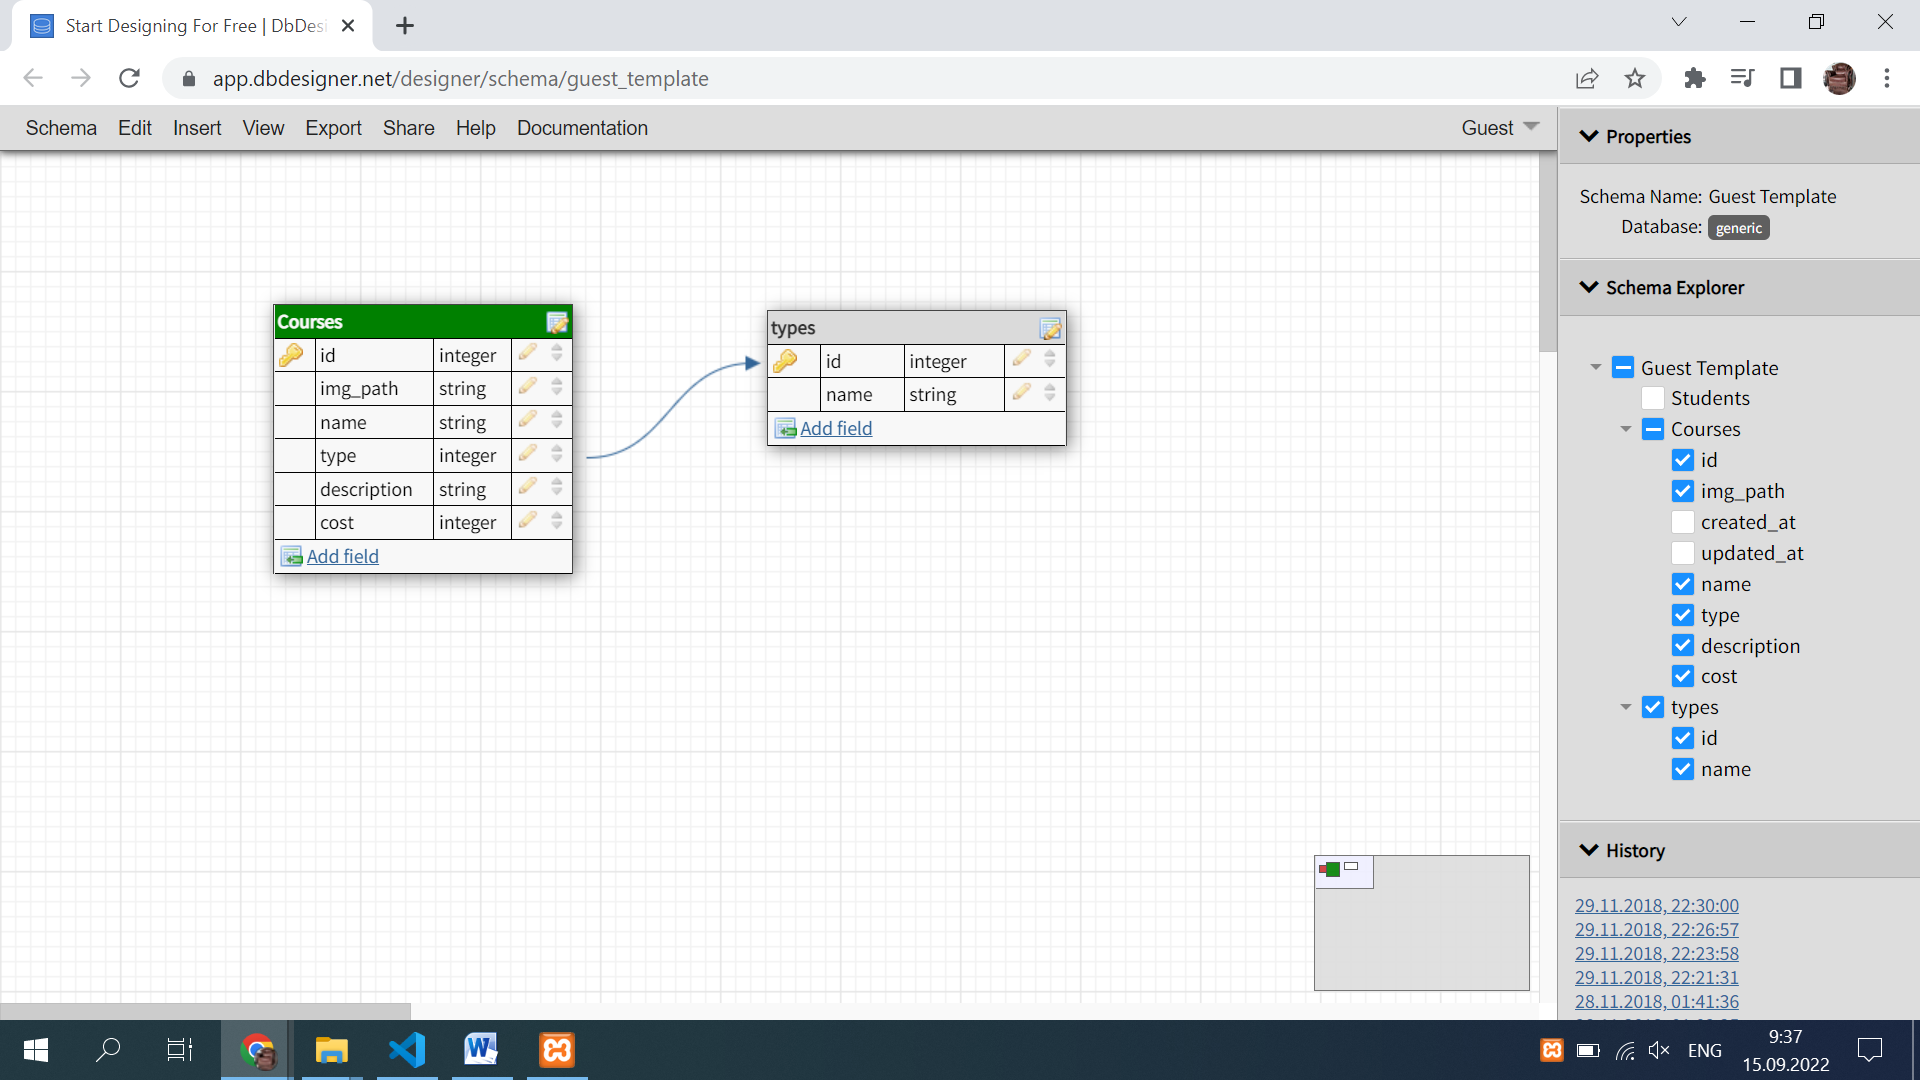 Start Designing For Free | DbDesi
app.dbdesigner.net/designer/schema/guest_template
Schema Edit Insert View Export Share Help Documentation
Guest
Courses
id integer
img_path string
name string
type integer
description string
cost integer
Add field
types
id integer
name string
Add field
Properties
Schema Name: Guest Template
Database: generic
Schema Explorer
Guest Template
Students
Courses
id
img_path
created_at
updated_at
name
type
description
cost
types
id
name
History
29.11.2018, 22:30:00
29.11.2018, 22:26:57
29.11.2018, 22:23:58
29.11.2018, 22:21:31
28.11.2018, 01:41:36
ENG
9:37
15.09.2022